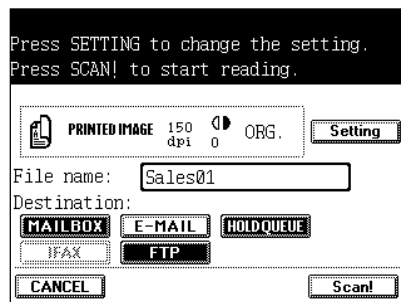 Press SETTING to change the setting.
Press SCAN! to start reading.
PRINTED IMAGE 150 dpi 0 ORG. Setting
File name: Sales01
Destination:
MAILBOX E-MAIL HOLDQUEUE
IFAX FTP
CANCEL Scan!